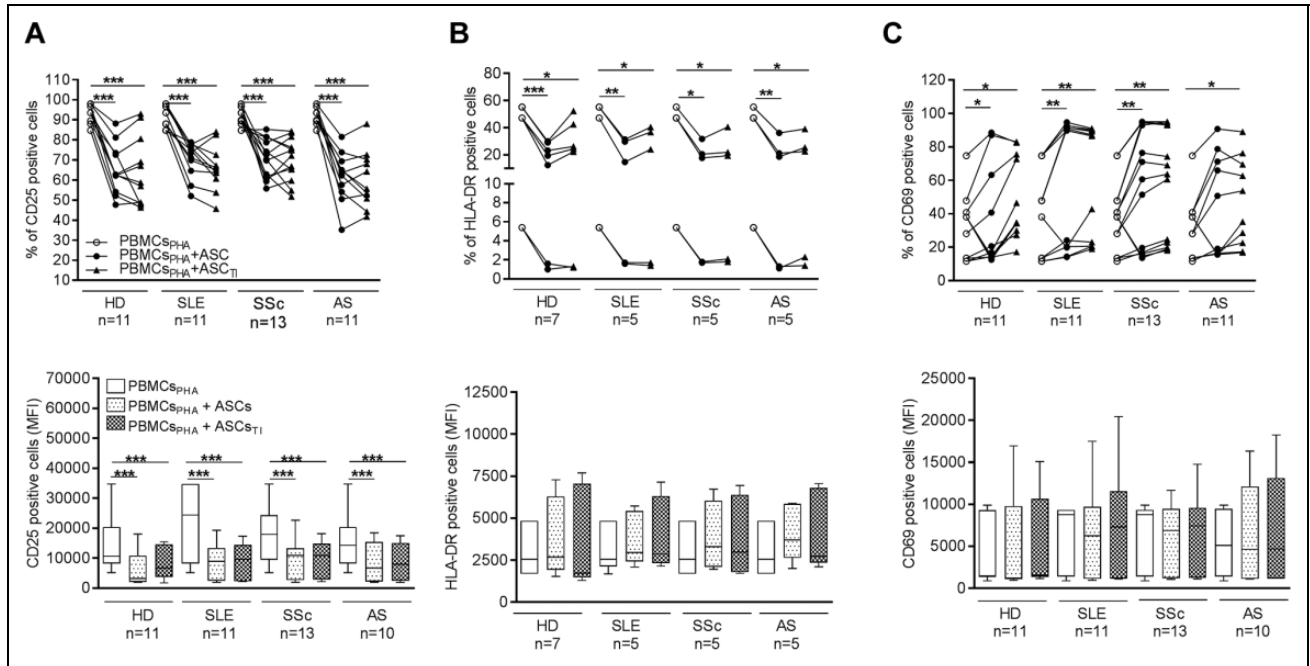 A
B
C
% of CD25 positive cells
110
100
90
80
70
60
50
40
30
20
10
*** *** *** ***
*** *** *** ***
PBMCsPHA
PBMCsPHA+ASC
PBMCsPHA+ASCTI
HD SLE SSc AS
n=11 n=11 n=13 n=11
% of HLA-DR positive cells
80
60
40
20
6
4
2
0
* * * *
*** ** * **
HD SLE SSc AS
n=7 n=5 n=5 n=5
% of CD69 positive cells
120
100
80
60
40
20
0
* ** ** *
* ** **
HD SLE SSc AS
n=11 n=11 n=13 n=11
CD25 positive cells (MFI)
70000
60000
50000
40000
30000
20000
10000
0
PBMCsPHA
PBMCsPHA + ASCs
PBMCsPHA + ASCsTI
*** *** *** ***
*** *** *** ***
HD SLE SSc AS
n=11 n=11 n=13 n=10
HLA-DR positive cells (MFI)
12500
10000
7500
5000
2500
0
HD SLE SSc AS
n=7 n=5 n=5 n=5
CD69 positive cells (MFI)
25000
20000
15000
10000
5000
0
HD SLE SSc AS
n=11 n=11 n=13 n=10